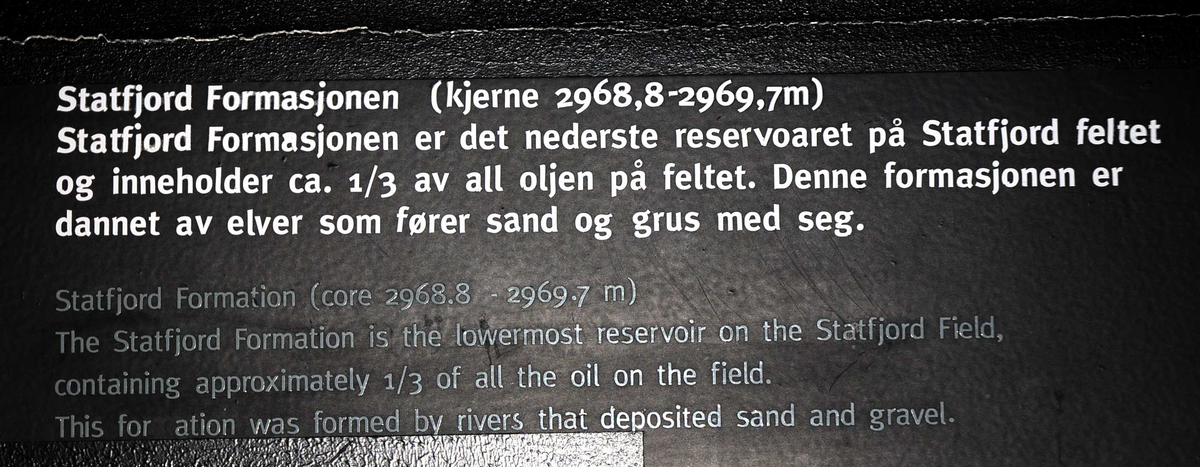 Statfjord Formasjonen (kjerne 2968,8-2969,7m)
Statfjord Formasjonen er det nederste reservoaret på Statfjord feltet
og inneholder ca. 1/3 av all oljen på feltet. Denne formasjonen er
dannet av elver som fører sand og grus med seg.
Statfjord Formation (core 2968.8 - 2969.7 m)
The Statfjord Formation is the lowermost reservoir on the Statfjord Field,
containing approximately 1/3 of all the oil on the field.
This for ation was formed by rivers that deposited sand and gravel.